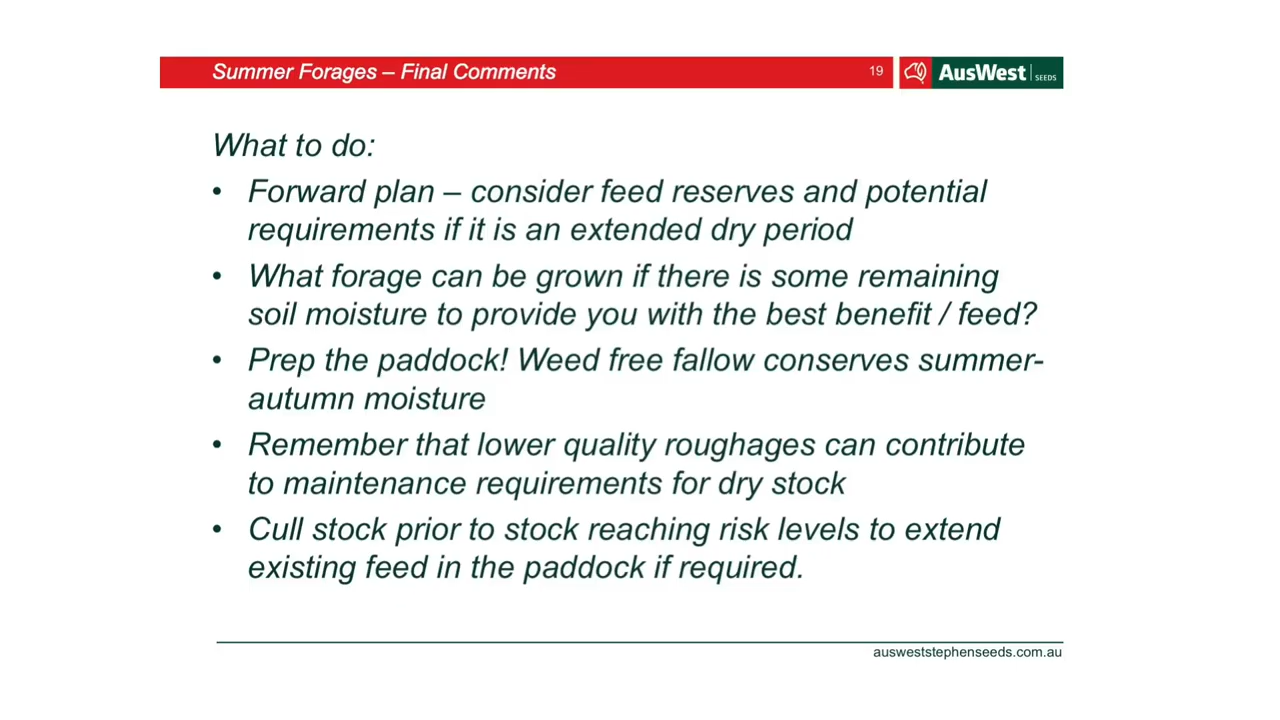 Summer Forages – Final Comments
19
AusWest SEEDS
What to do:
• Forward plan – consider feed reserves and potential
requirements if it is an extended dry period
• What forage can be grown if there is some remaining
soil moisture to provide you with the best benefit / feed?
• Prep the paddock! Weed free fallow conserves summer-
autumn moisture
• Remember that lower quality roughages can contribute
to maintenance requirements for dry stock
• Cull stock prior to stock reaching risk levels to extend
existing feed in the paddock if required.
ausweststephenseeds.com.au